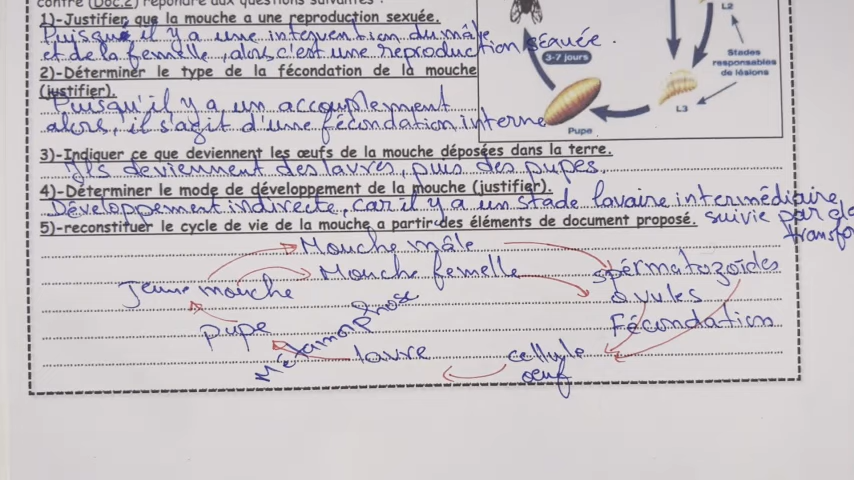 contre (Doc.2) répondre aux questions suivantes :
1)-Justifier que la mouche a une reproduction sexuée.
Puisqu'il y a une intervention du mâle
et de la femelle, alors c'est une reproduction sexuée.
2)-Déterminer le type de la fécondation de la mouche
(justifier).
Puisqu'il y a un accouplement
alors, il s'agit d'une fécondation interne
L2
Stades
responsables
de lésions
3-7 jours
L3
Pupe
3)-Indiquer ce que deviennent les œufs de la mouche déposées dans la terre.
Ils deviennent des lavres, puis des pupes.
4)-Déterminer le mode de développement de la mouche (justifier).
Développement indirecte, car il y a un stade lavaire intermédiaire,
suivie par
transfo
5)-reconstituer le cycle de vie de la mouche a partir des éléments de document proposé.
Mouche mâle
Mouche femelle
spérmatozoïdes
Jeune mouche
ovules
Fécondation
pupe
Métamorphose
lavre
cellule
œuf